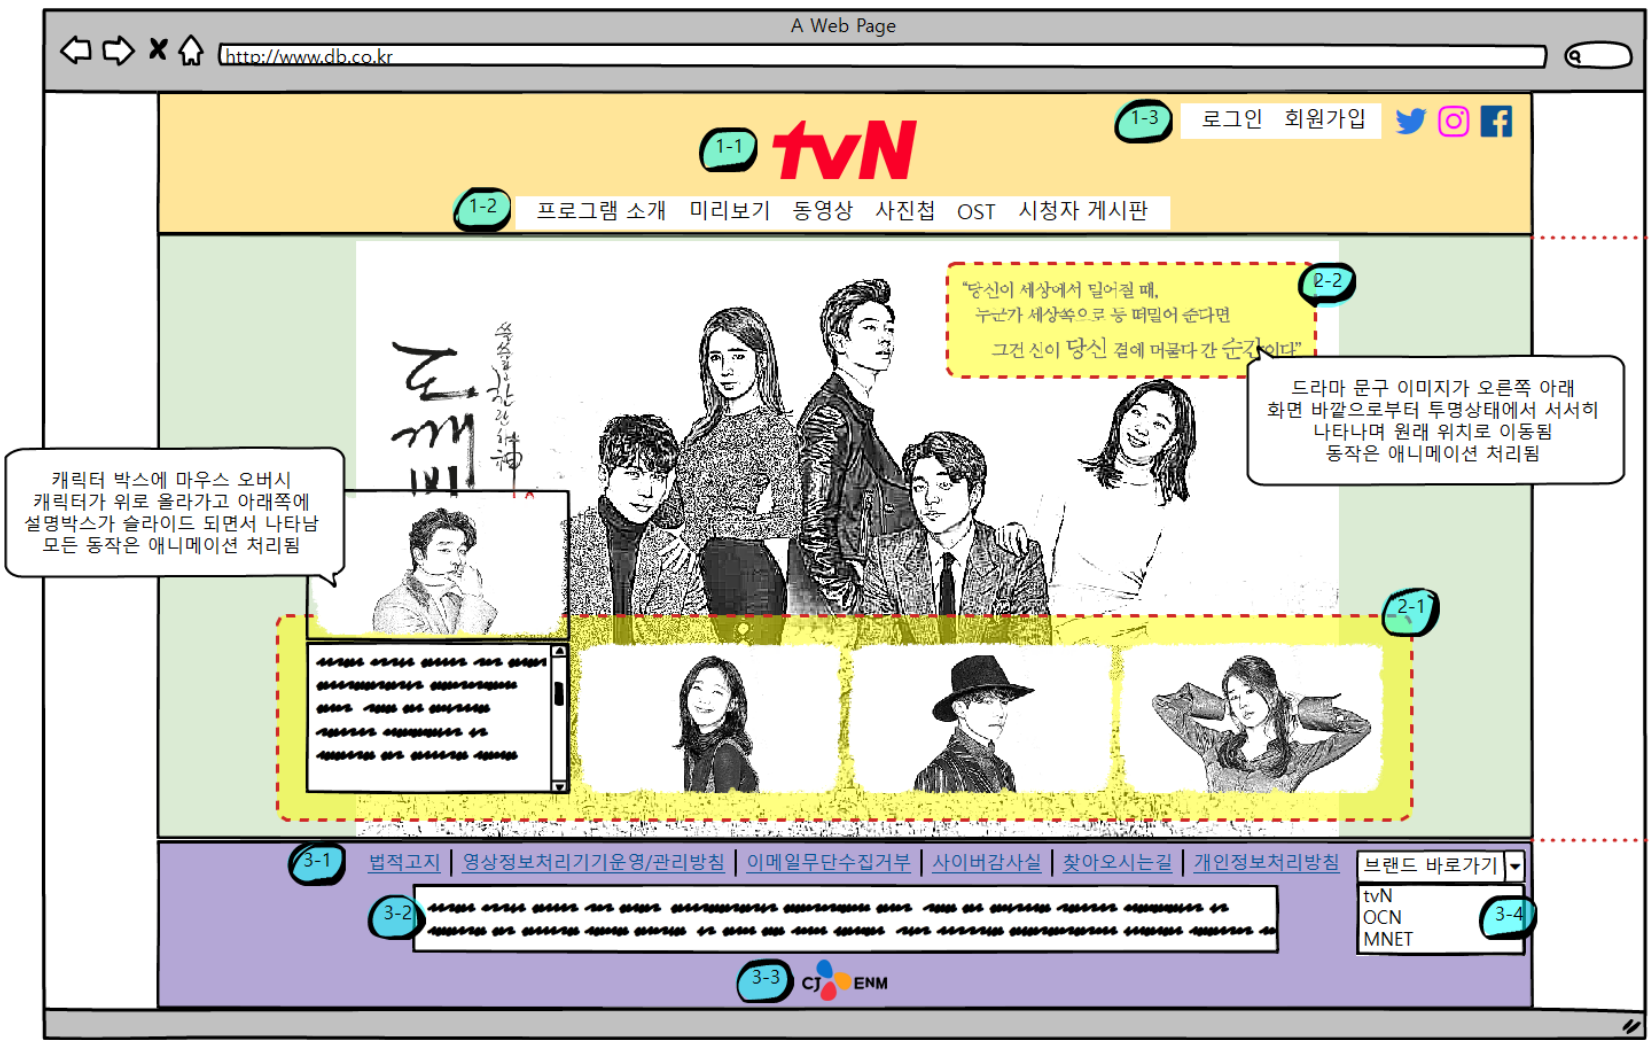 A Web Page
http://www.db.co.kr
1-3
로그인 회원가입
1-1
tvN
1-2
프로그램 소개 미리보기 동영상 사진첩 OST 시청자 게시판
2-2
“당신이 세상에서 멀어질 때,
누군가 세상쪽으로 등 떠밀어 준다면
그건 신이 당신 곁에 머물다 간 순간이다”
드라마 문구 이미지가 오른쪽 아래
화면 바깥으로부터 투명상태에서 서서히
나타나며 원래 위치로 이동됨
동작은 애니메이션 처리됨
쓸쓸하고 찬란하神
도깨비
캐릭터 박스에 마우스 오버시
캐릭터가 위로 올라가고 아래쪽에
설명박스가 슬라이드 되면서 나타남
모든 동작은 애니메이션 처리됨
2-1
3-1
법적고지 | 영상정보처리기기운영/관리방침 | 이메일무단수집거부 | 사이버감사실 | 찾아오시는길 | 개인정보처리방침
브랜드 바로가기
tvN
OCN
MNET
3-4
3-2
3-3
CJ ENM